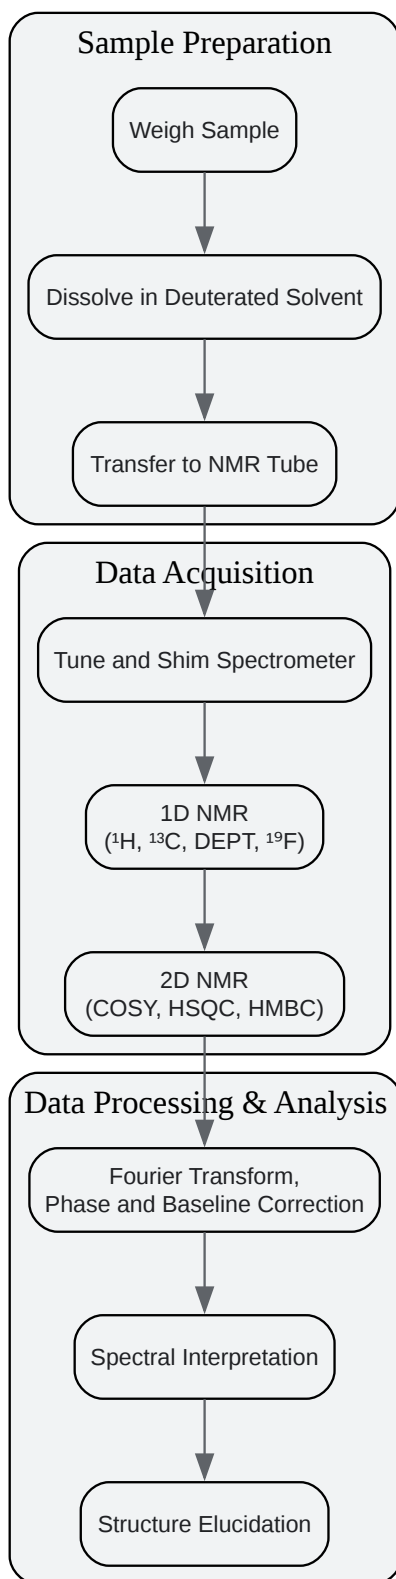 Sample Preparation
Weigh Sample
Dissolve in Deuterated Solvent
Transfer to NMR Tube
Data Acquisition
Tune and Shim Spectrometer
1D NMR
(¹H, ¹³C, DEPT, ¹⁹F)
2D NMR
(COSY, HSQC, HMBC)
Data Processing & Analysis
Fourier Transform,
Phase and Baseline Correction
Spectral Interpretation
Structure Elucidation